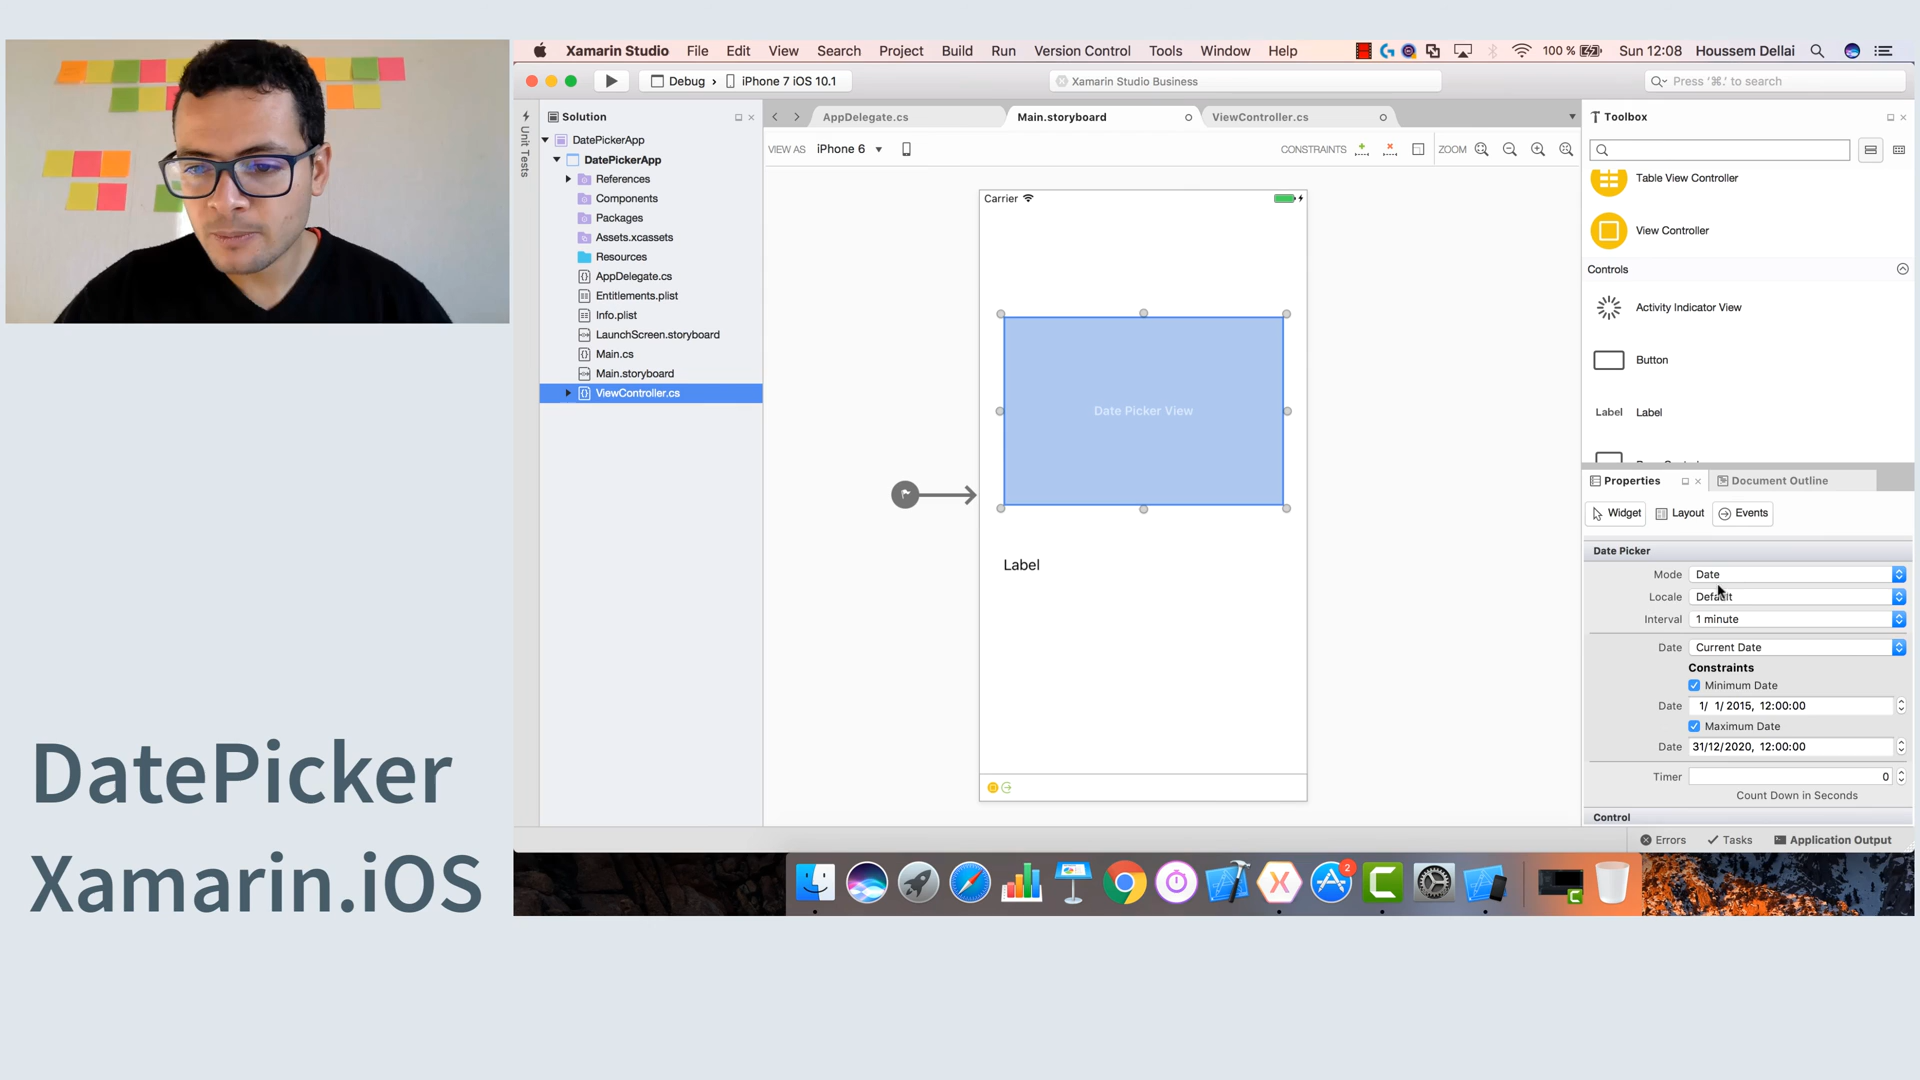 Xamarin Studio File Edit View Search Project Build Run Version Control Tools Window Help 100 % Sun 12:08 Houssem Dellai
Debug › iPhone 7 iOS 10.1
Xamarin Studio Business
Press '⌘.' to search
Unit Tests
Solution
DatePickerApp
DatePickerApp
References
Components
Packages
Assets.xcassets
Resources
AppDelegate.cs
Entitlements.plist
Info.plist
LaunchScreen.storyboard
Main.cs
Main.storyboard
ViewController.cs
AppDelegate.cs Main.storyboard ViewController.cs
VIEW AS iPhone 6 CONSTRAINTS ZOOM
Carrier
Date Picker View
Label
Toolbox
Table View Controller
View Controller
Controls
Activity Indicator View
Button
Label Label
Properties Document Outline
Widget Layout Events
Date Picker
Mode Date
Locale Default
Interval 1 minute
Date Current Date
Constraints
Minimum Date
Date 1/ 1/ 2015, 12:00:00
Maximum Date
Date 31/12/2020, 12:00:00
Timer 0
Count Down in Seconds
Control
Errors Tasks Application Output
2
DatePicker
Xamarin.iOS